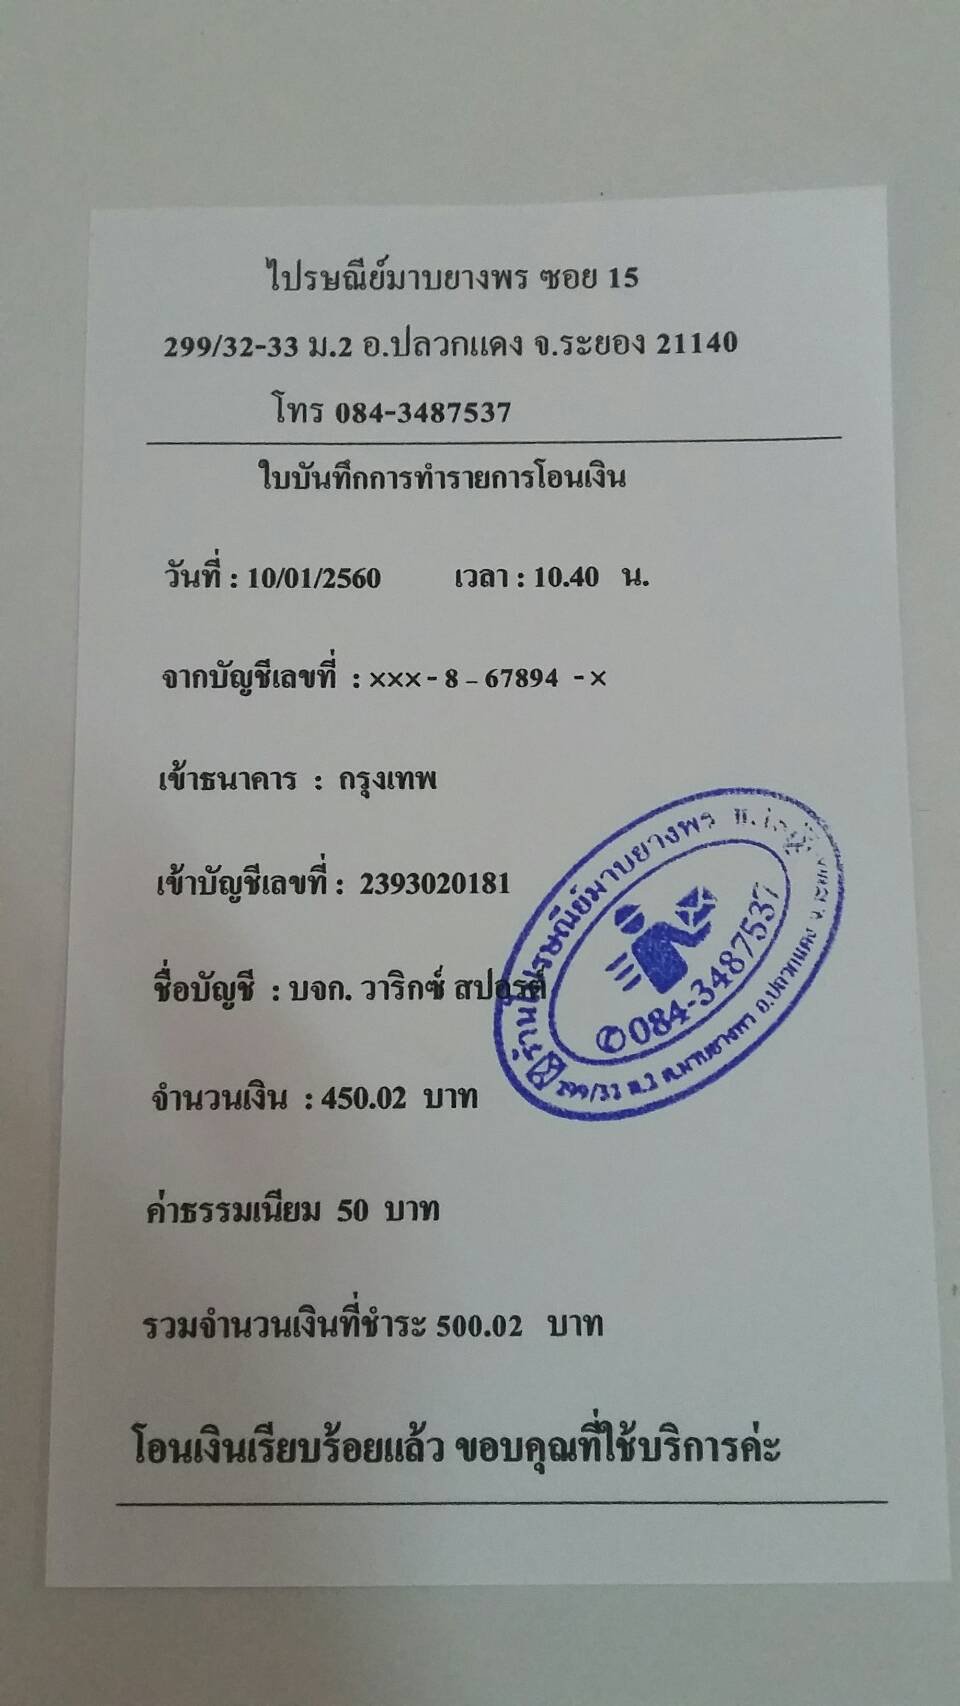 ไปรษณีย์มาบยางพร ซอย 15
299/32-33 ม.2 อ.ปลวกแดง จ.ระยอง 21140
โทร 084-3487537
ใบบันทึกการทำรายการโอนเงิน
วันที่ : 10/01/2560 เวลา : 10.40 น.
จากบัญชีเลขที่ : xxx - 8 - 67894 - x
เข้าธนาคาร : กรุงเทพ
เข้าบัญชีเลขที่ : 2393020181
ชื่อบัญชี : บจก. วาริกซ์ สปอรต์
จำนวนเงิน : 450.02 บาท
ค่าธรรมเนียม 50 บาท
รวมจำนวนเงินที่ชำระ 500.02 บาท
โอนเงินเรียบร้อยแล้ว ขอบคุณที่ใช้บริการค่ะ
ร้านไปรษณีย์มาบยางพร
084-3487537
299/32 ม.2 ต.มาบยางพร อ.ปลวกแดง จ.ระยอง